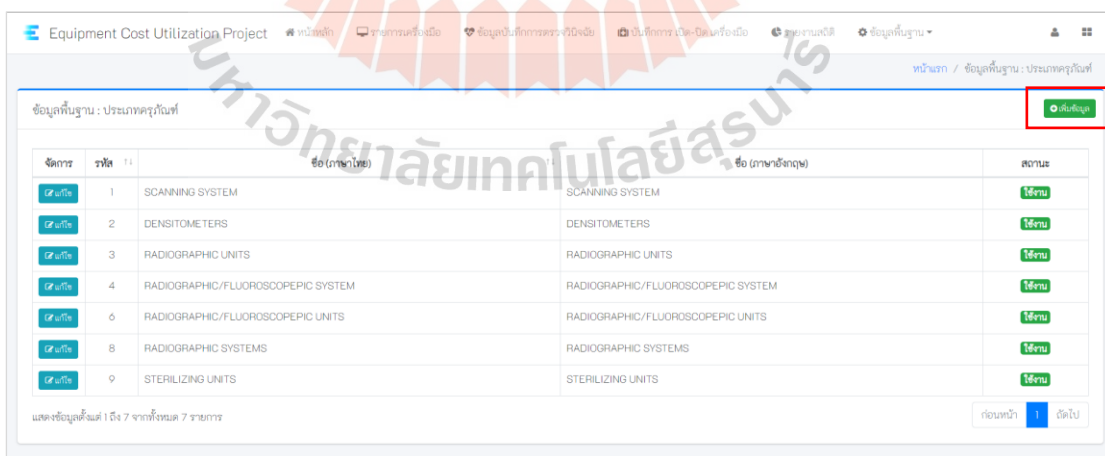 Equipment Cost Utilization Project หน้าหลัก รายการเครื่องมือ ข้อมูลบันทึกการตรวจวินิจฉัย บันทึกการ เปิด-ปิด เครื่องมือ รายงานสถิติ ข้อมูลพื้นฐาน
หน้าแรก / ข้อมูลพื้นฐาน : ประเภทครุภัณฑ์
ข้อมูลพื้นฐาน : ประเภทครุภัณฑ์ เพิ่มข้อมูล
มหาวิทยาลัยเทคโนโลยีสุรนารี
จัดการ รหัส ชื่อ (ภาษาไทย) ชื่อ (ภาษาอังกฤษ) สถานะ
แก้ไข 1 SCANNING SYSTEM SCANNING SYSTEM ใช้งาน
แก้ไข 2 DENSITOMETERS DENSITOMETERS ใช้งาน
แก้ไข 3 RADIOGRAPHIC UNITS RADIOGRAPHIC UNITS ใช้งาน
แก้ไข 4 RADIOGRAPHIC/FLUOROSCOPEPIC SYSTEM RADIOGRAPHIC/FLUOROSCOPEPIC SYSTEM ใช้งาน
แก้ไข 6 RADIOGRAPHIC/FLUOROSCOPEPIC UNITS RADIOGRAPHIC/FLUOROSCOPEPIC UNITS ใช้งาน
แก้ไข 8 RADIOGRAPHIC SYSTEMS RADIOGRAPHIC SYSTEMS ใช้งาน
แก้ไข 9 STERILIZING UNITS STERILIZING UNITS ใช้งาน
แสดงข้อมูลตั้งแต่ 1 ถึง 7 จากทั้งหมด 7 รายการ ก่อนหน้า 1 ถัดไป